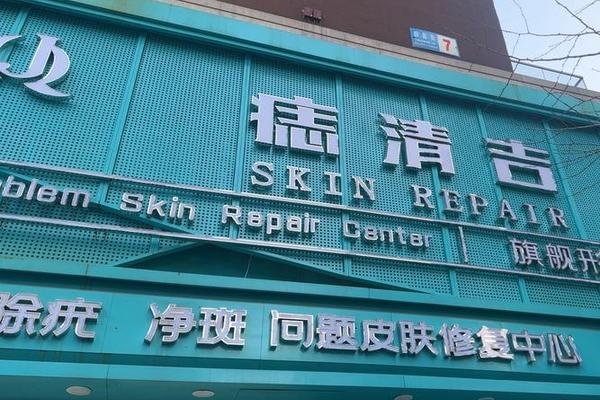 7
痣清吉
SKIN REPAIR
blem Skin Repair Center
旗舰
除疣 净斑 问题皮肤修复中心